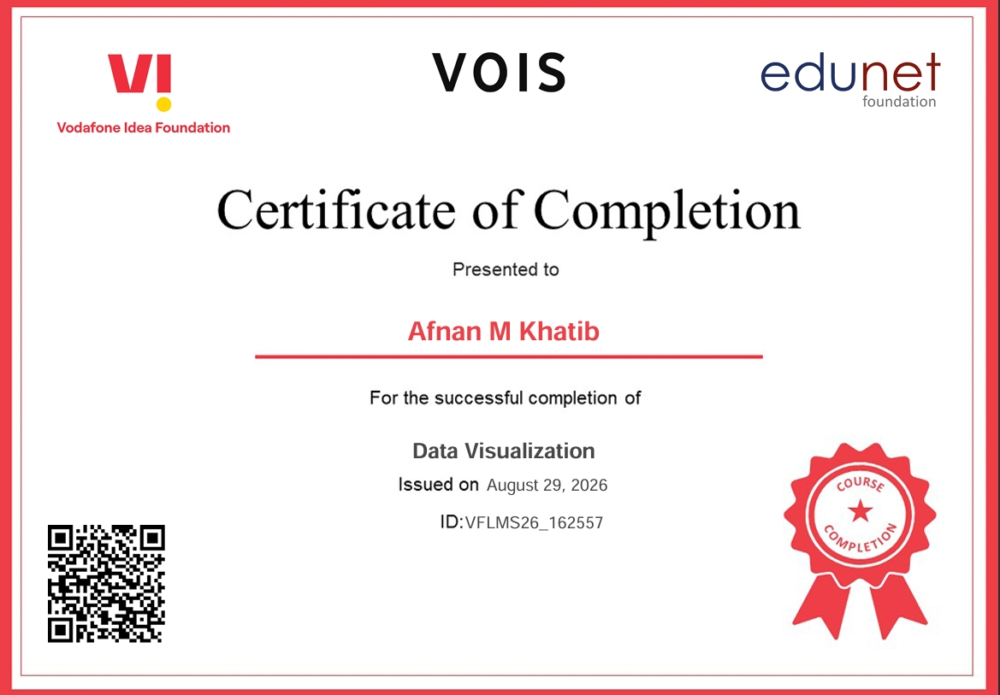 VI
Vodafone Idea Foundation
VOIS
edunet
foundation
Certificate of Completion
Presented to
Afnan M Khatib
For the successful completion of
Data Visualization
Issued on August 29, 2026
ID:VFLMS26_162557
COURSE
COMPLETION